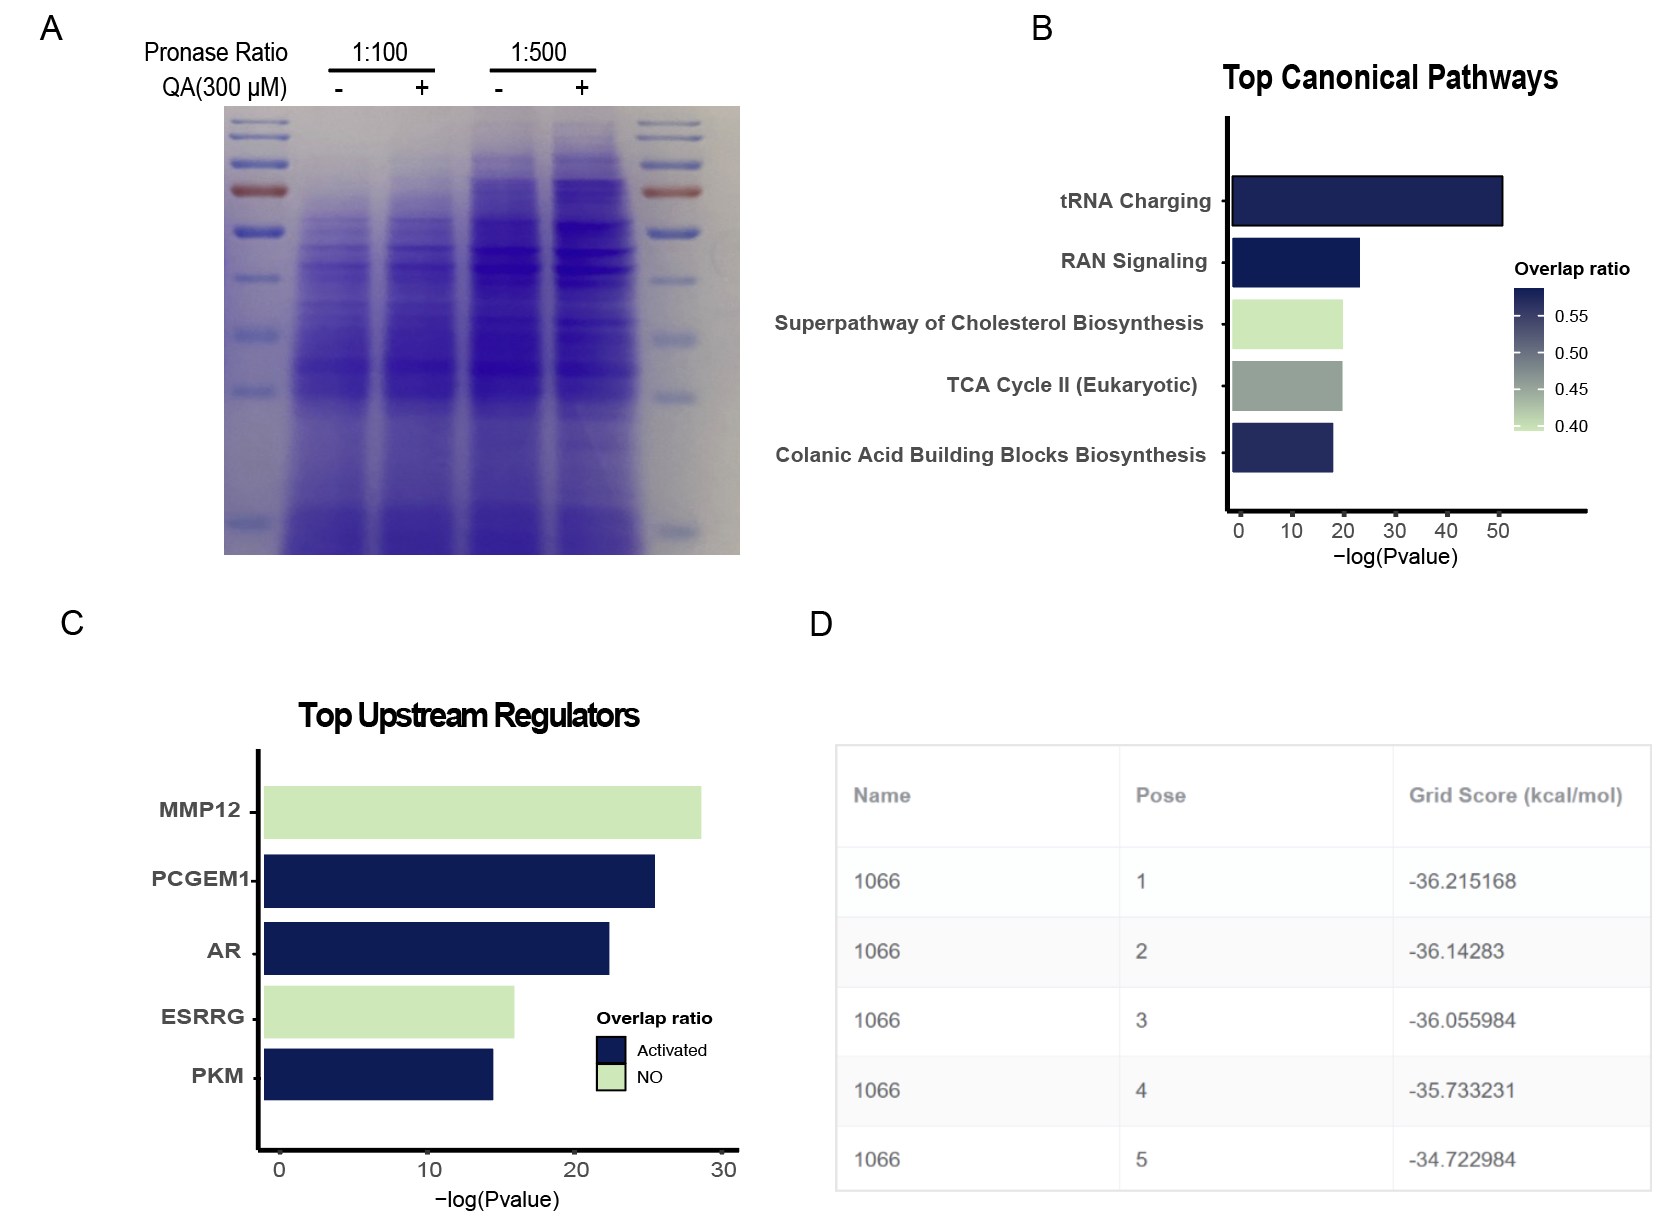 A
Pronase Ratio 1:100 1:500
QA(300 μM) - + - +
B
Top Canonical Pathways
tRNA Charging
RAN Signaling
Superpathway of Cholesterol Biosynthesis
TCA Cycle II (Eukaryotic)
Colanic Acid Building Blocks Biosynthesis
Overlap ratio
0.55
0.50
0.45
0.40
0 10 20 30 40 50
−log(Pvalue)
C
Top Upstream Regulators
MMP12
PCGEM1
AR
ESRRG
PKM
Overlap ratio
Activated
NO
0 10 20 30
−log(Pvalue)
D
Name Pose Grid Score (kcal/mol)
1066 1 -36.215168
1066 2 -36.14283
1066 3 -36.055984
1066 4 -35.733231
1066 5 -34.722984